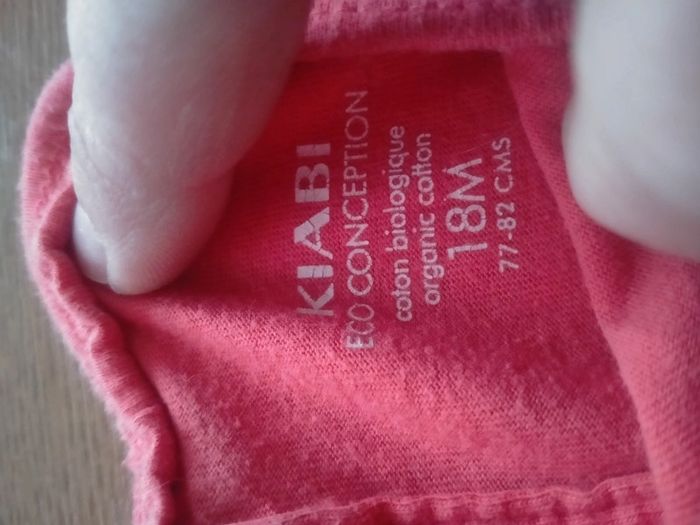 KIABI
ECO CONCEPTION
coton biologique
organic cotton
18M
77-82 CMS